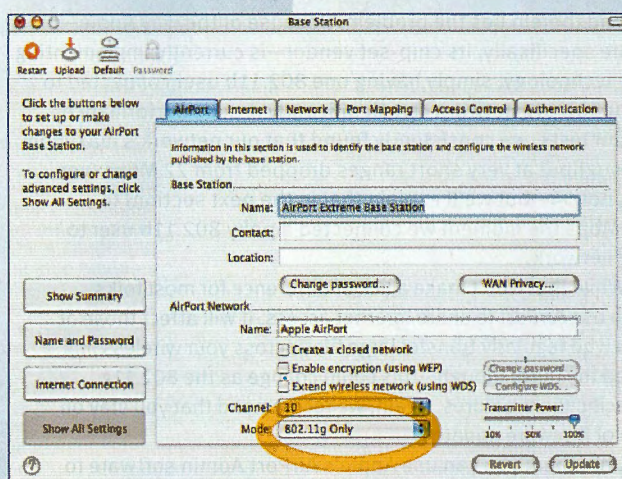 Base Station
Restart Upload Default Password
Click the buttons below
to set up or make
changes to your AirPort
Base Station.
To configure or change
advanced settings, click
Show All Settings.
Show Summary
Name and Password
Internet Connection
Show All Settings
AirPort Internet Network Port Mapping Access Control Authentication
Information in this section is used to identify the base station and configure the wireless network
published by the base station.
Base Station
Name: AirPort Extreme Base Station
Contact:
Location:
Change password... WAN Privacy...
AirPort Network
Name: Apple AirPort
Create a closed network
Enable encryption (using WEP) Change password...
Extend wireless network (using WDS) Configure WDS...
Channel: 10 Transmitter Power:
Mode: 802.11g Only
10% 50% 100%
? Revert Update